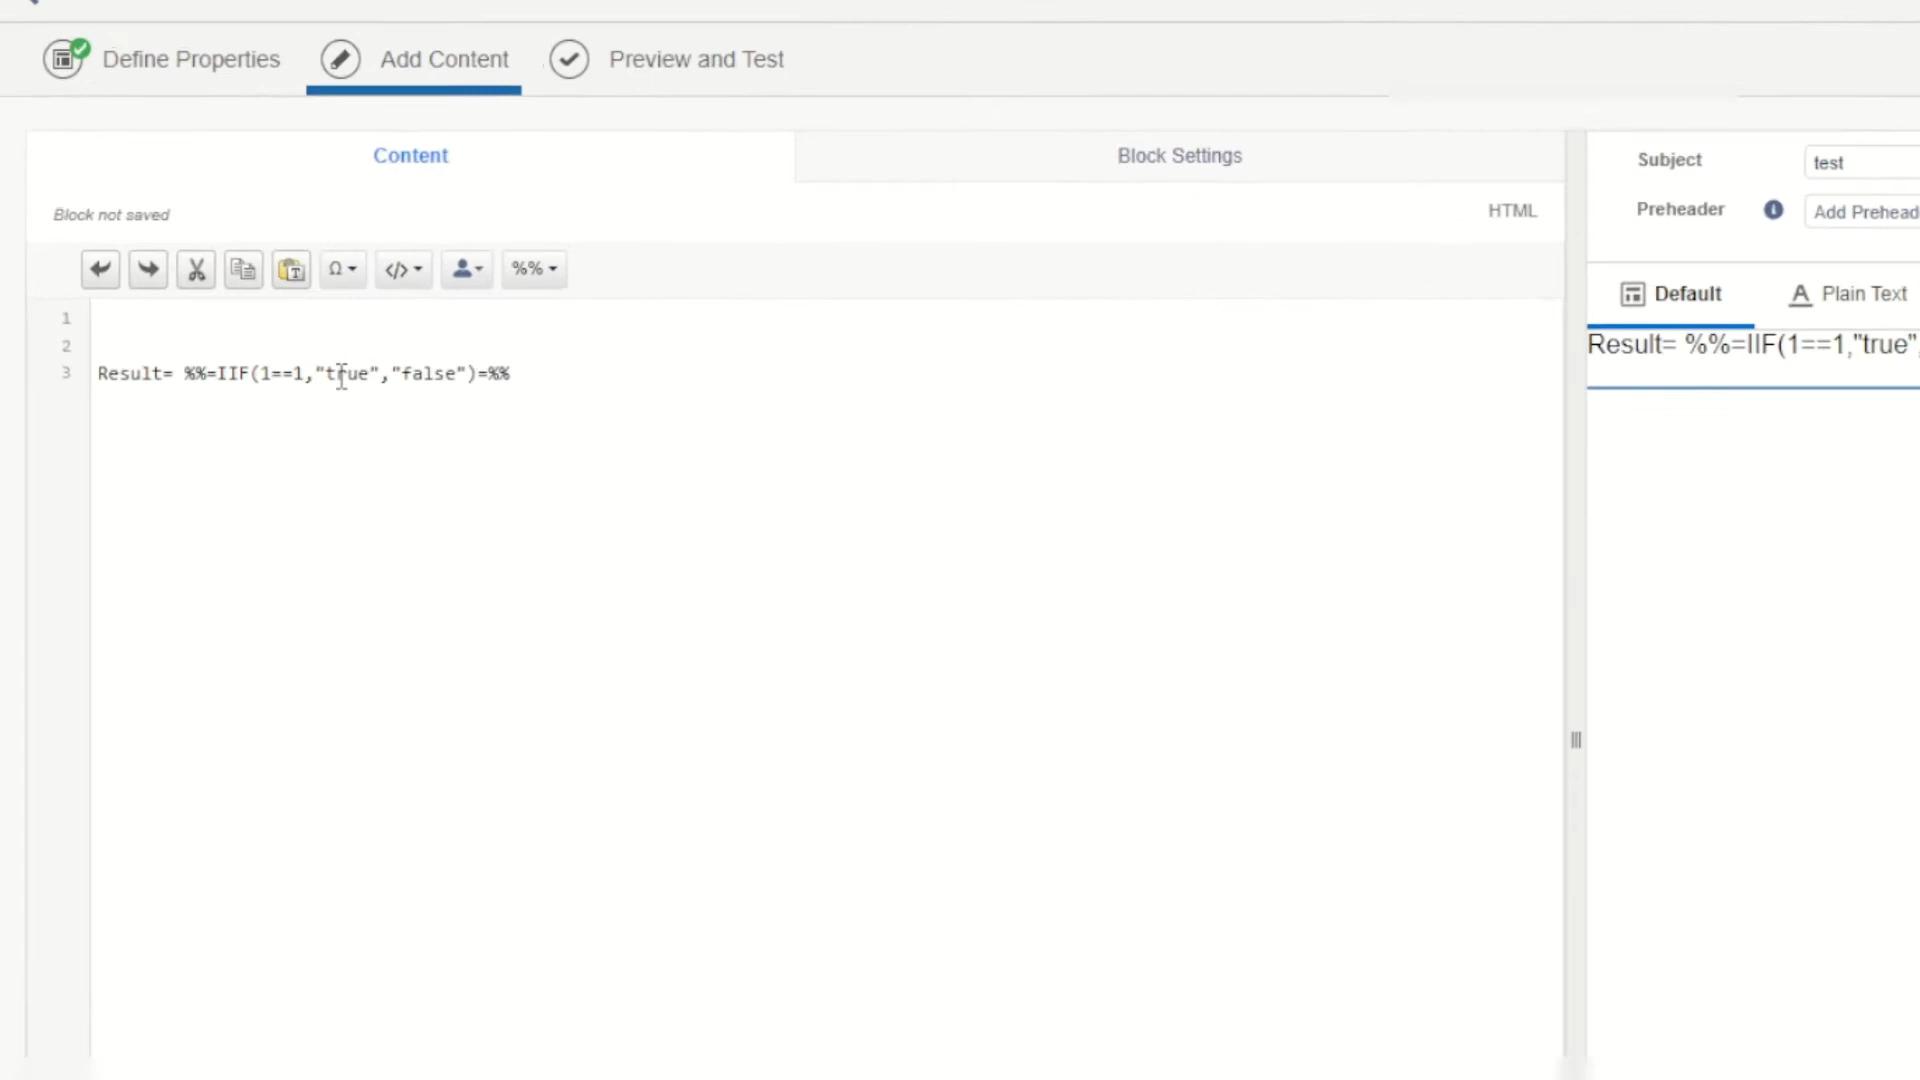 Define Properties
Add Content
Preview and Test
Content
Block Settings
Block not saved
HTML
Ω
</>
%%
1
2
3
Result= %%=IIF(1==1,"true","false")=%%
Subject
test
Preheader
Add Prehead
Default
A Plain Text
Result= %%=IIF(1==1,"true",